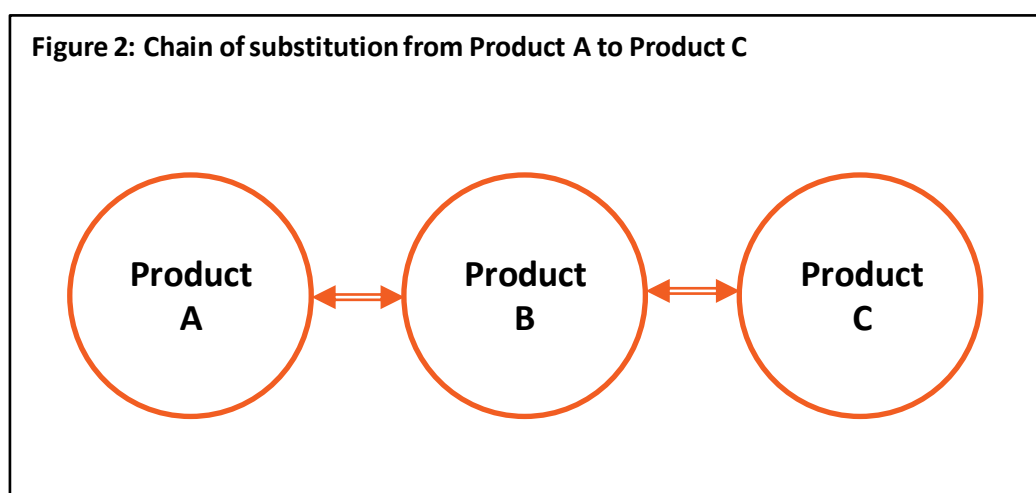 Figure 2: Chain of substitution from Product A to Product C
Product
A
Product
B
Product
C